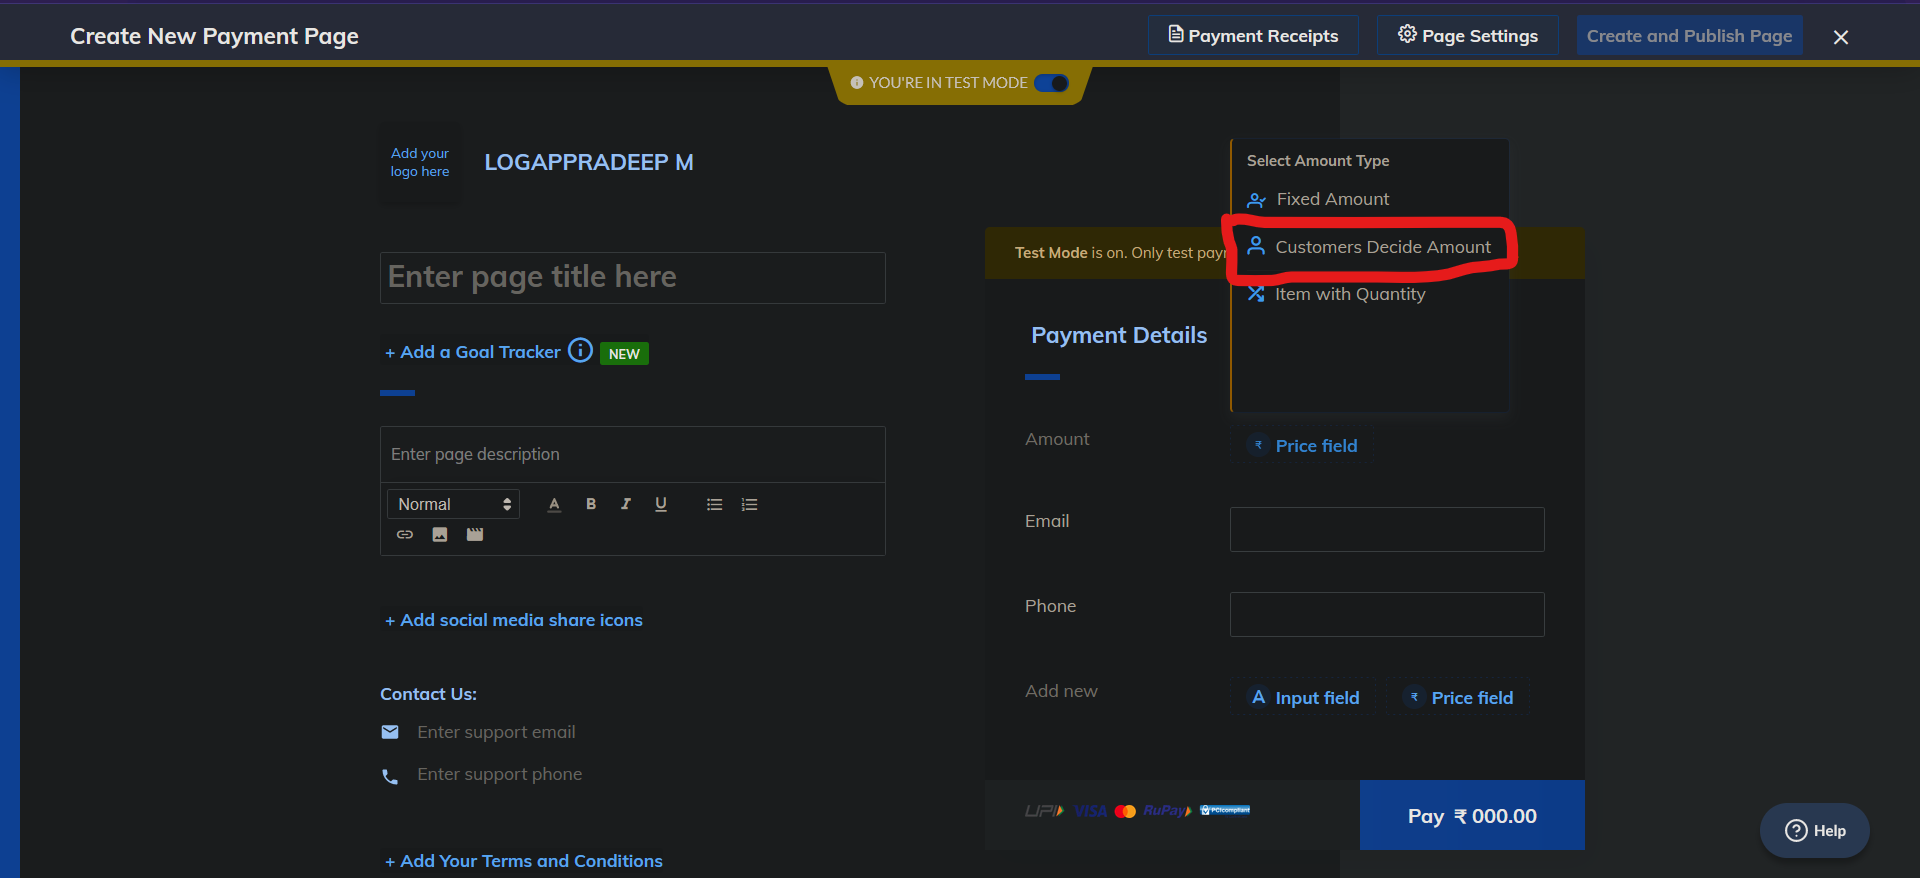 Create New Payment Page
Payment Receipts
Page Settings
Create and Publish Page
YOU'RE IN TEST MODE
Add your
logo here
LOGAPPRADEEP M
Enter page title here
+ Add a Goal Tracker
NEW
Enter page description
Normal
A B I U
+ Add social media share icons
Contact Us:
Enter support email
Enter support phone
+ Add Your Terms and Conditions
Select Amount Type
Fixed Amount
Customers Decide Amount
Item with Quantity
Test Mode is on. Only test
Payment Details
Amount
₹ Price field
Email
Phone
Add new
A Input field
₹ Price field
UPI VISA RuPay PCI compliant
Pay ₹ 000.00
Help